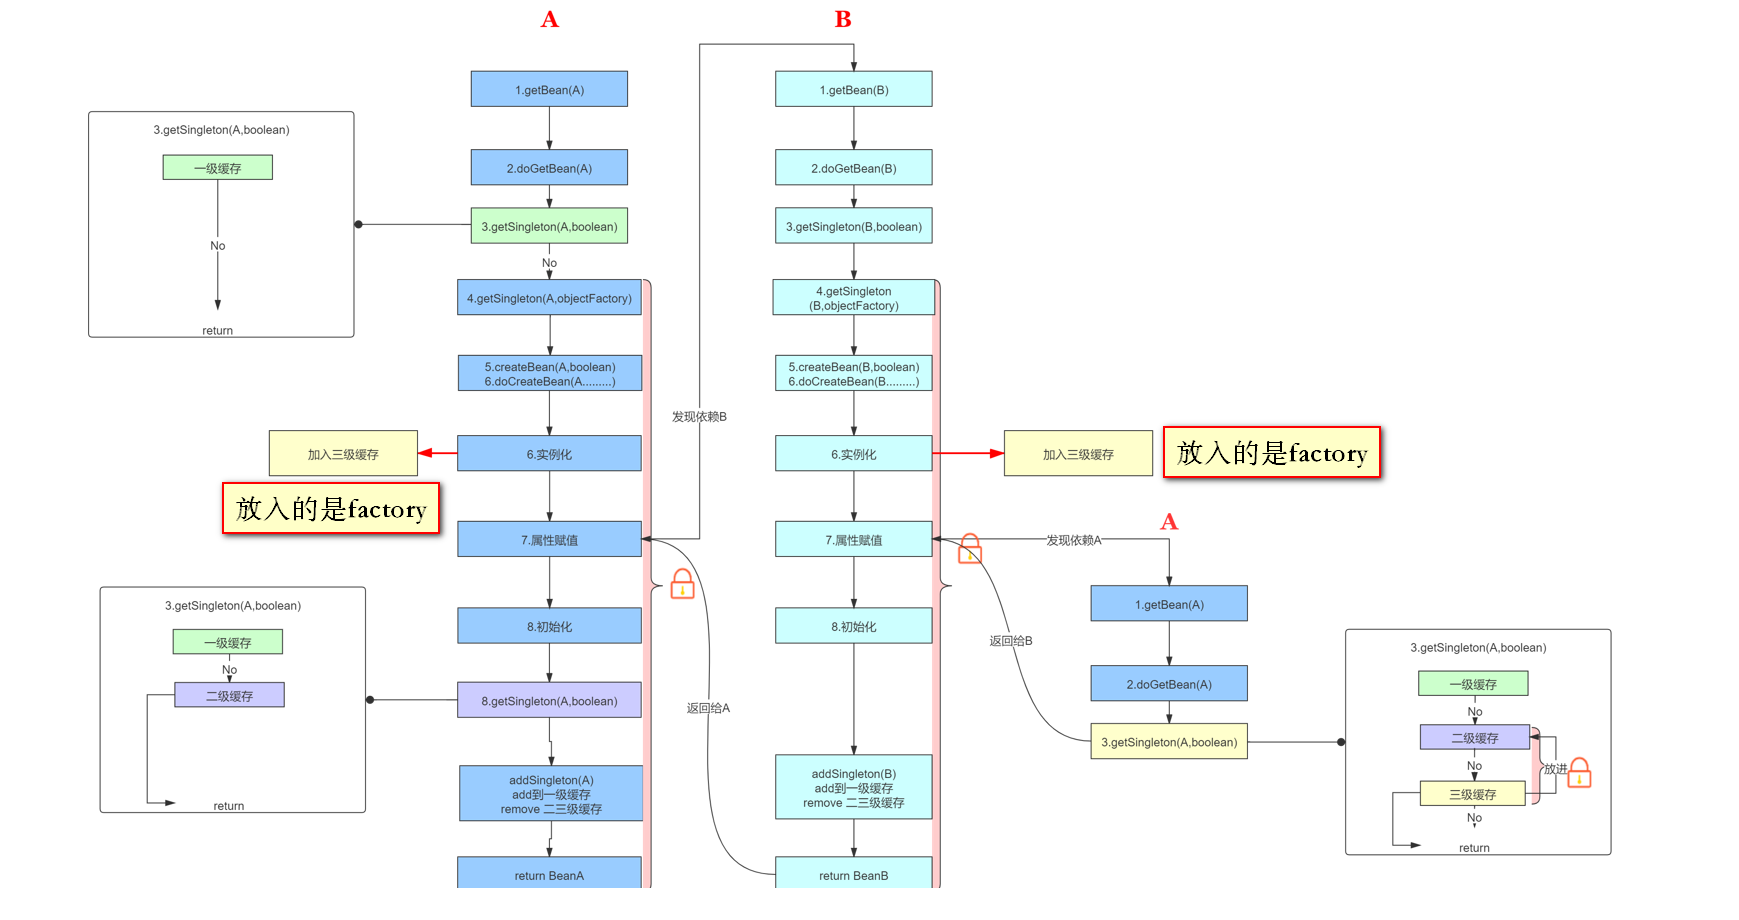 A
B
1.getBean(A)
1.getBean(B)
3.getSingleton(A,boolean)
一级缓存
No
return
2.doGetBean(A)
2.doGetBean(B)
3.getSingleton(A,boolean)
3.getSingleton(B,boolean)
No
4.getSingleton(A,objectFactory)
4.getSingleton
(B,objectFactory)
5.createBean(A,boolean)
6.doCreateBean(A.........)
5.createBean(B,boolean)
6.doCreateBean(B.........)
发现依赖B
加入三级缓存
6.实例化
6.实例化
加入三级缓存
放入的是factory
放入的是factory
A
7.属性赋值
7.属性赋值
发现依赖A
1.getBean(A)
3.getSingleton(A,boolean)
一级缓存
No
二级缓存
return
8.初始化
8.初始化
返回给B
2.doGetBean(A)
8.getSingleton(A,boolean)
返回给A
3.getSingleton(A,boolean)
3.getSingleton(A,boolean)
一级缓存
No
二级缓存
No
放进
三级缓存
No
return
addSingleton(A)
add到一级缓存
remove 二三级缓存
addSingleton(B)
add到一级缓存
remove 二三级缓存
return BeanA
return BeanB